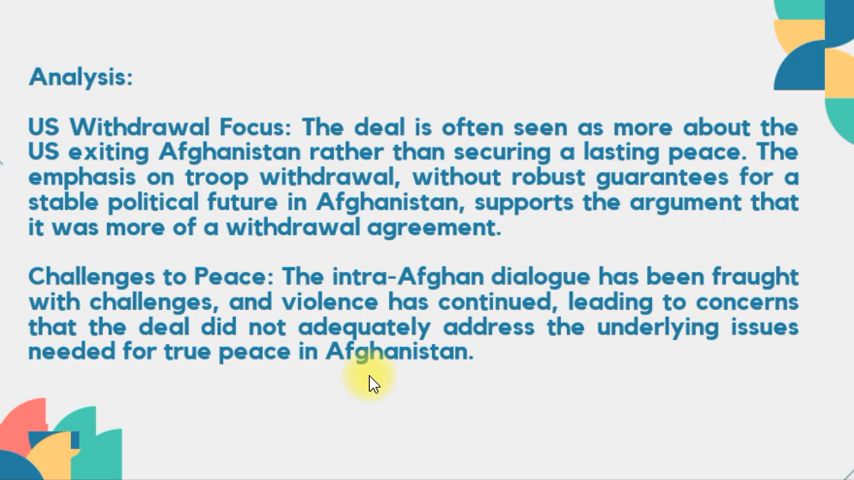 Analysis:
US Withdrawal Focus: The deal is often seen as more about the
US exiting Afghanistan rather than securing a lasting peace. The
emphasis on troop withdrawal, without robust guarantees for a
stable political future in Afghanistan, supports the argument that
it was more of a withdrawal agreement.
Challenges to Peace: The intra-Afghan dialogue has been fraught
with challenges, and violence has continued, leading to concerns
that the deal did not adequately address the underlying issues
needed for true peace in Afghanistan.